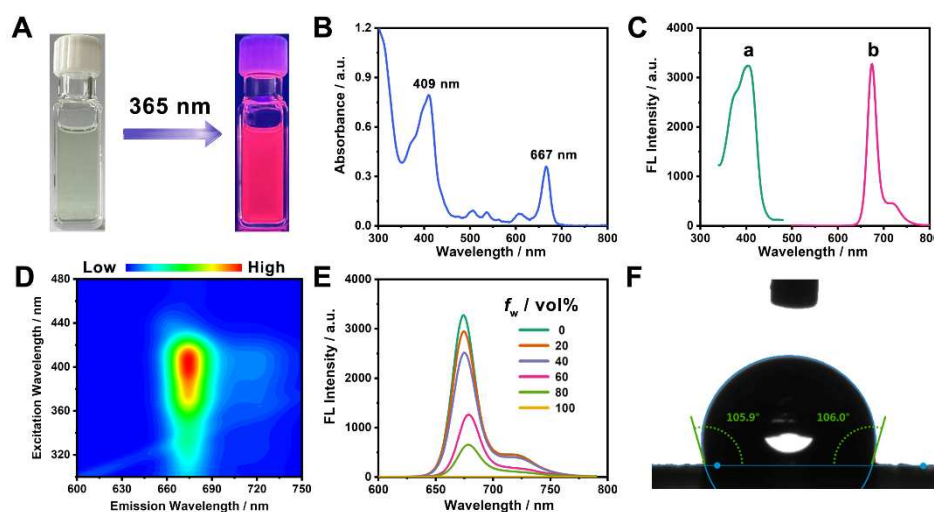 A
365 nm
B
Absorbance / a.u.
1.2
0.9
0.6
0.3
0.0
409 nm
667 nm
300 400 500 600 700 800
Wavelength / nm
C
FL Intensity / a.u.
4000
3000
2000
1000
0
a
b
300 400 500 600 700 800
Wavelength / nm
D
Low High
Excitation Wavelength / nm
480
440
400
360
320
600 630 660 690 720 750
Emission Wavelength / nm
E
FL Intensity / a.u.
4000
3000
2000
1000
0
fw / vol%
0
20
40
60
80
100
600 650 700 750 800
Wavelength / nm
F
105.9° 106.0°